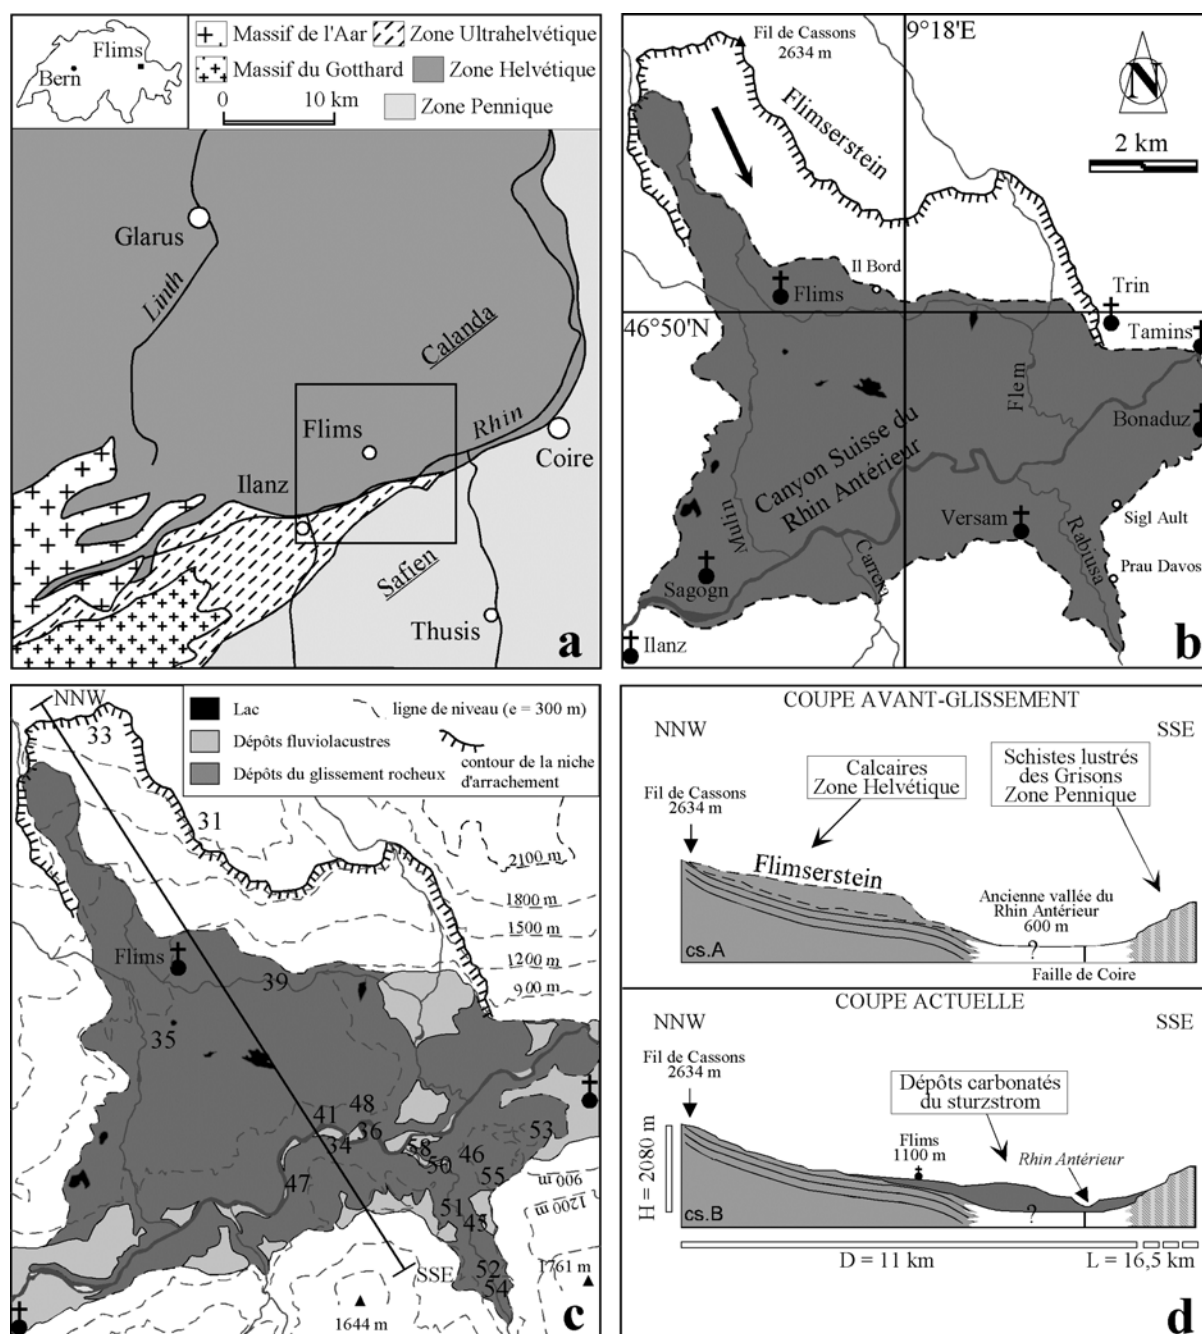 Flims
Bern
Massif de l'Aar
Zone Ultrahelvétique
Massif du Gotthard
Zone Helvétique
0 10 km
Zone Pennique
Glarus
Linth
Calanda
Flims
Rhin
Coire
Ilanz
Safien
Thusis
a
Fil de Cassons
2634 m
9°18'E
N
Flimserstein
2 km
Il Bord
Flims
Trin
46°50'N
Tamins
Flem
Bonaduz
Canyon Suisse du
Rhin Antérieur
Mulin
Versam
Sigl Ault
Carrera
Rabiusa
Prau Davos
Sagogn
Ilanz
b
NNW
Lac
ligne de niveau (e = 300 m)
Dépôts fluviolacustres
contour de la niche
d'arrachement
Dépôts du glissement rocheux
33
31
2100 m
1800 m
1500 m
1200 m
900 m
Flims
39
35
48
41
36
34
58
50
46
53
55
47
51
45
900 m
1200 m
52
54
1761 m
SSE
1644 m
c
COUPE AVANT-GLISSEMENT
NNW SSE
Calcaires
Zone Helvétique
Schistes lustrés
des Grisons
Zone Pennique
Fil de Cassons
2634 m
Flimserstein
Ancienne vallée du
Rhin Antérieur
600 m
?
cs.A
Faille de Coire
COUPE ACTUELLE
NNW SSE
Fil de Cassons
2634 m
Dépôts carbonatés
du sturzstrom
Flims
1100 m
Rhin Antérieur
H = 2080 m
?
cs.B
D = 11 km L = 16,5 km
d